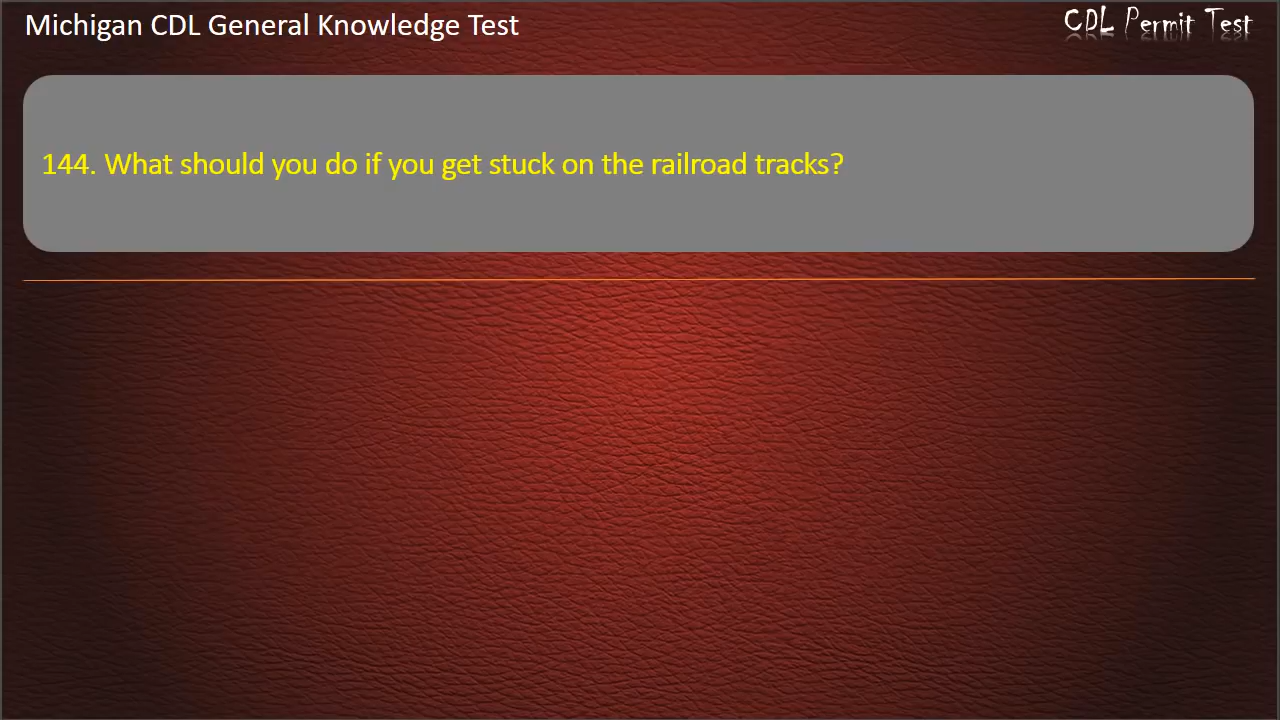 Michigan CDL General Knowledge Test
CDL Permit Test
144. What should you do if you get stuck on the railroad tracks?